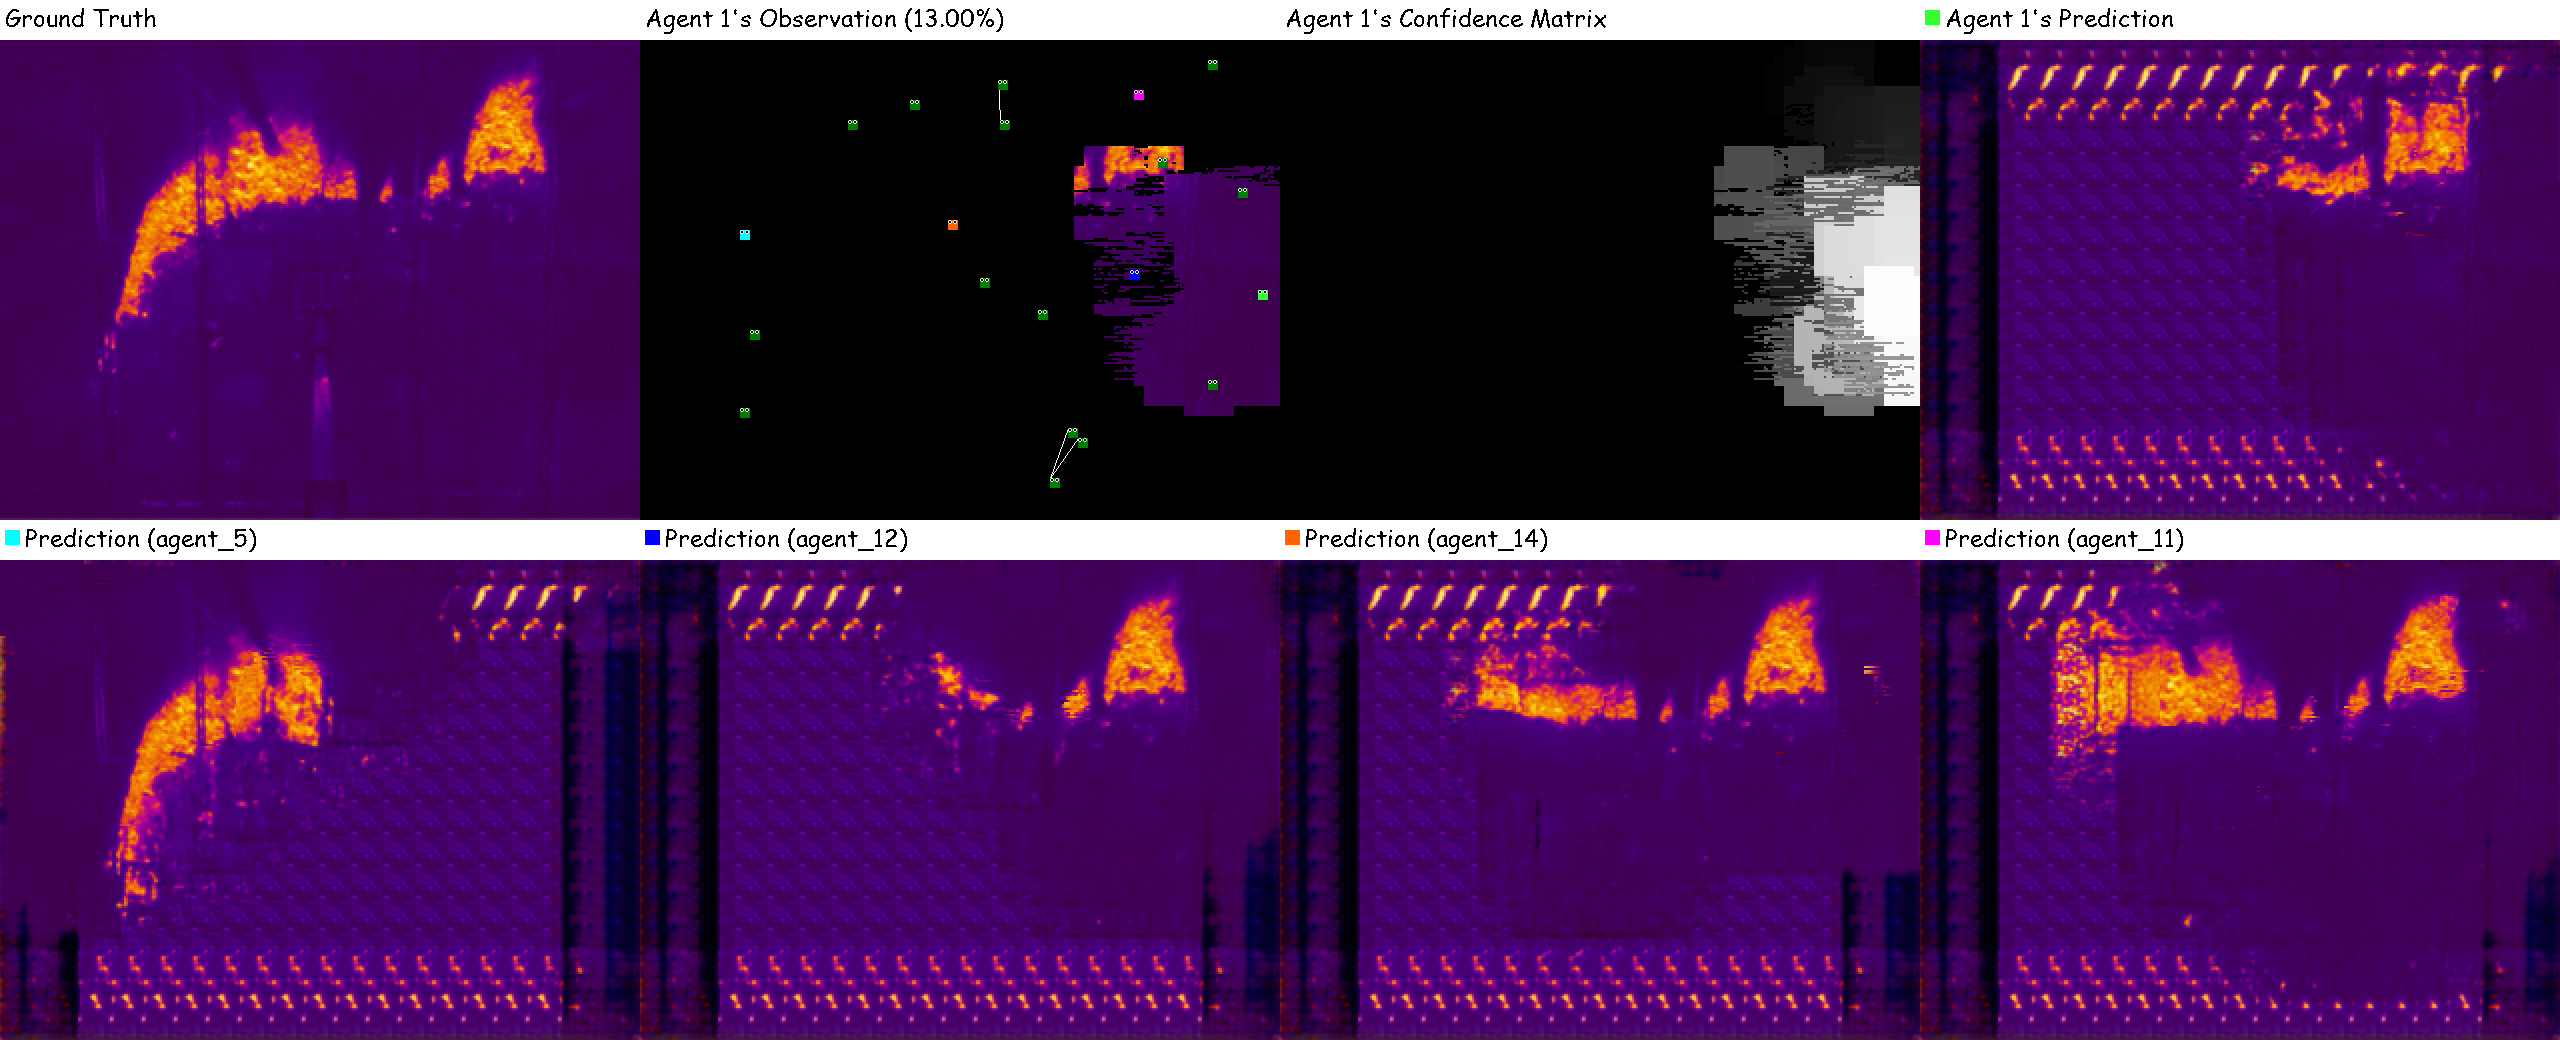 Ground Truth
Agent 1's Observation (13.00%)
Agent 1's Confidence Matrix
Agent 1's Prediction
Prediction (agent_5)
Prediction (agent_12)
Prediction (agent_14)
Prediction (agent_11)